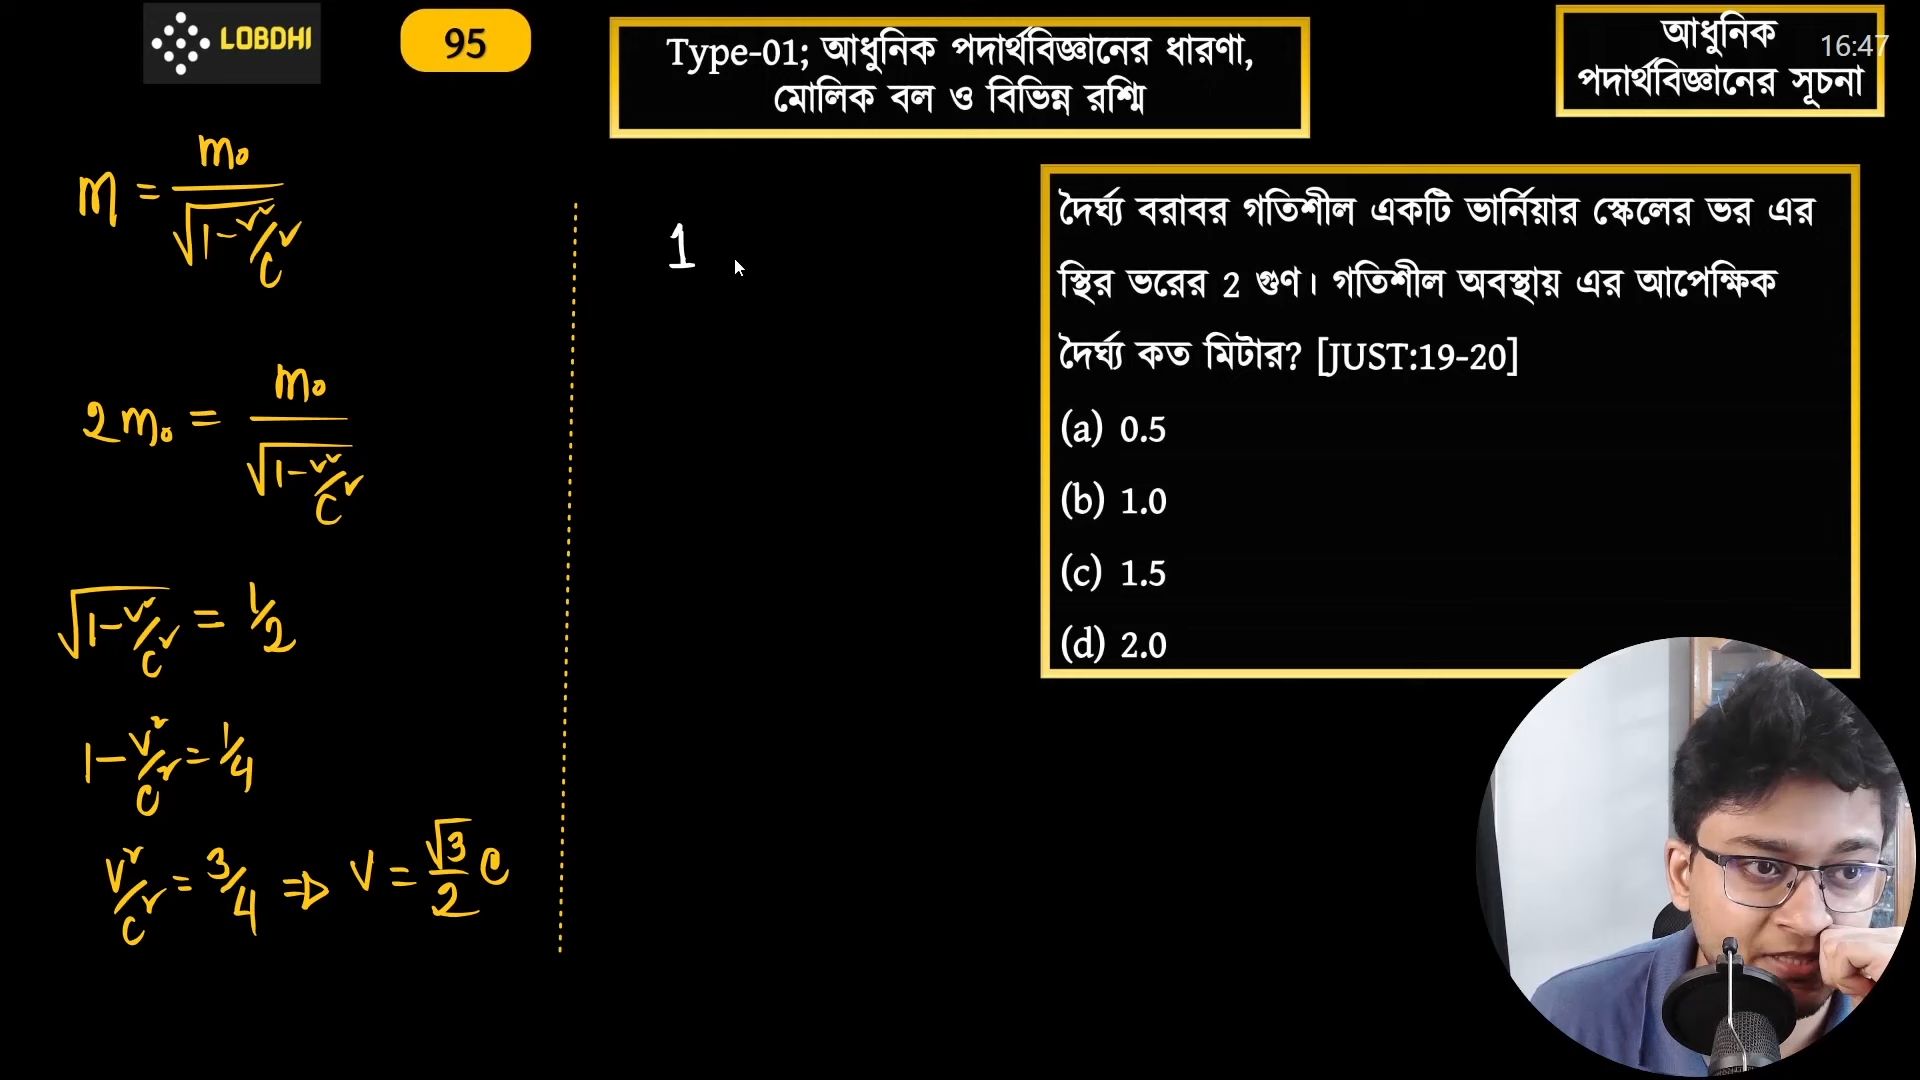 LOBDHI
95
Type-01; আধুনিক পদার্থবিজ্ঞানের ধারণা,
মোলিক বল ও বিভিন্ন রশ্মি
আধুনিক
পদার্থবিজ্ঞানের সূচনা
16:47
m = m₀ / √1-v²/c²
2m₀ = m₀ / √1-v²/c²
√1-v²/c² = 1/2
1-v²/c² = 1/4
v²/c² = 3/4 ⇒ v = √3/2 c
1
দৈর্ঘ্য বরাবর গতিশীল একটি ভার্নিয়ার স্কেলের ভর এর
স্থির ভরের 2 গুণ। গতিশীল অবস্থায় এর আপেক্ষিক
দৈর্ঘ্য কত মিটার? [JUST:19-20]
(a) 0.5
(b) 1.0
(c) 1.5
(d) 2.0